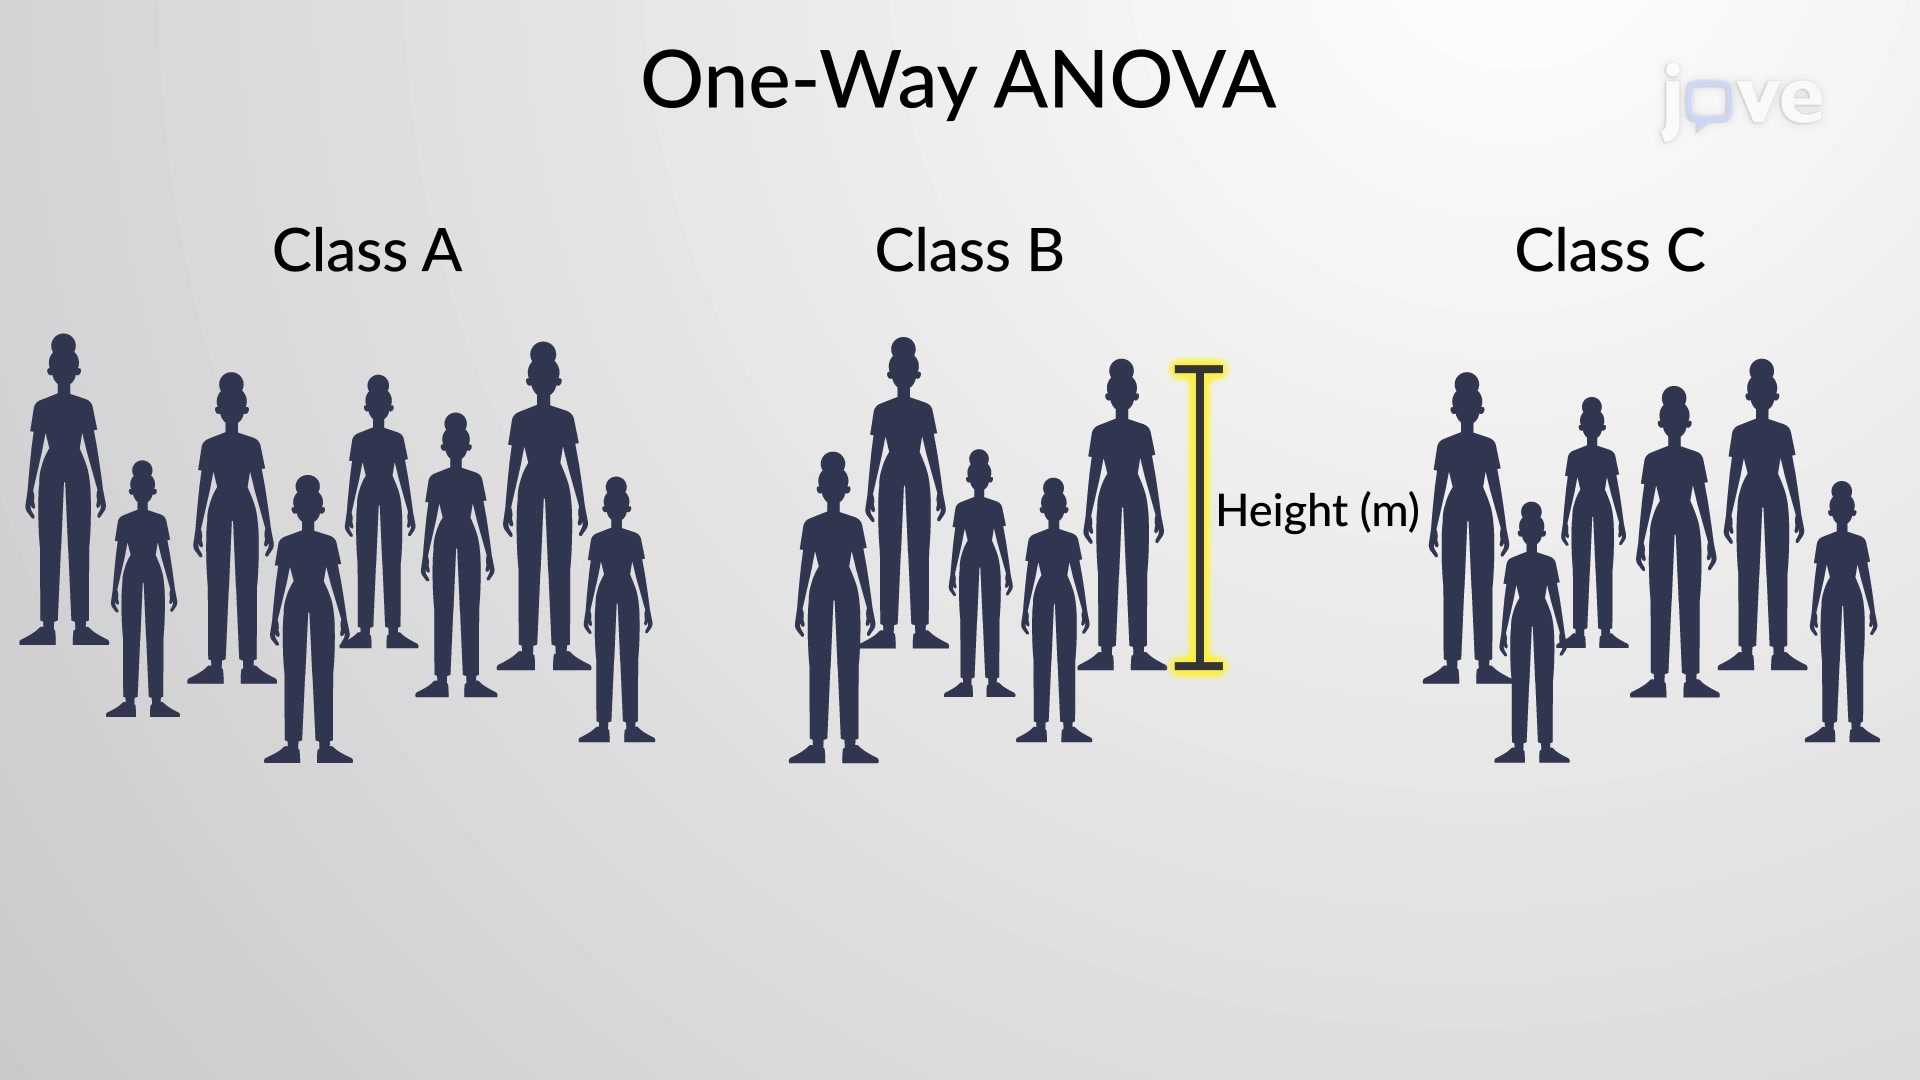 One-Way ANOVA
jove
Class A
Class B
Class C
Height (m)